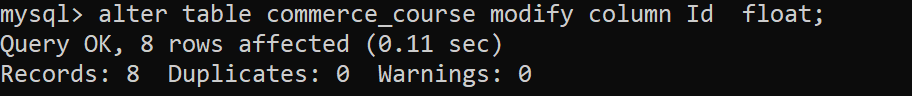 mysql> alter table commerce_course modify column Id  float;
Query OK, 8 rows affected (0.11 sec)
Records: 8  Duplicates: 0  Warnings: 0